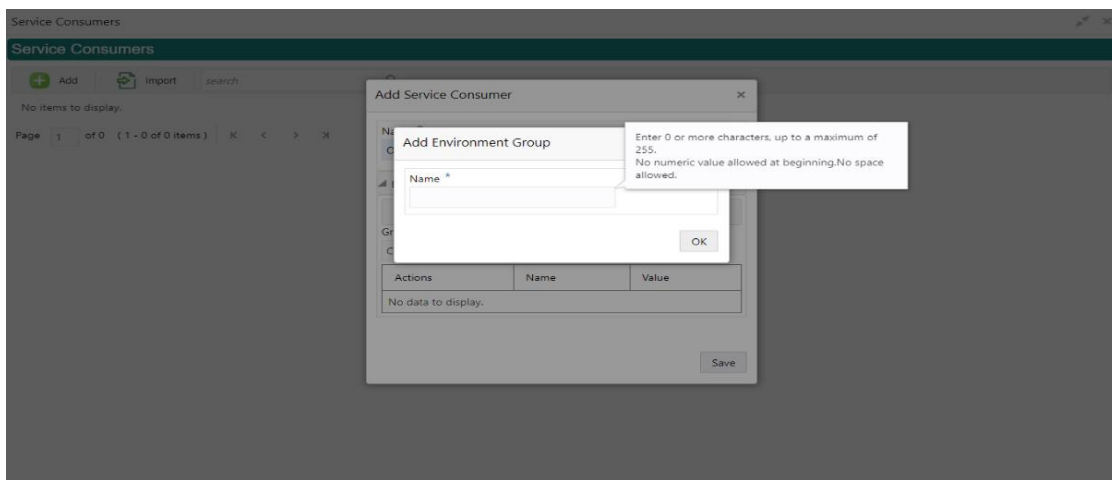 Service Consumers
Service Consumers
Add Import search
No items to display.
Page 1 of 0 (1 - 0 of 0 items)
Add Service Consumer
Na
Add Environment Group
Name *
Enter 0 or more characters, up to a maximum of
255.
No numeric value allowed at beginning.No space
allowed.
Gr
OK
Actions Name Value
No data to display.
Save